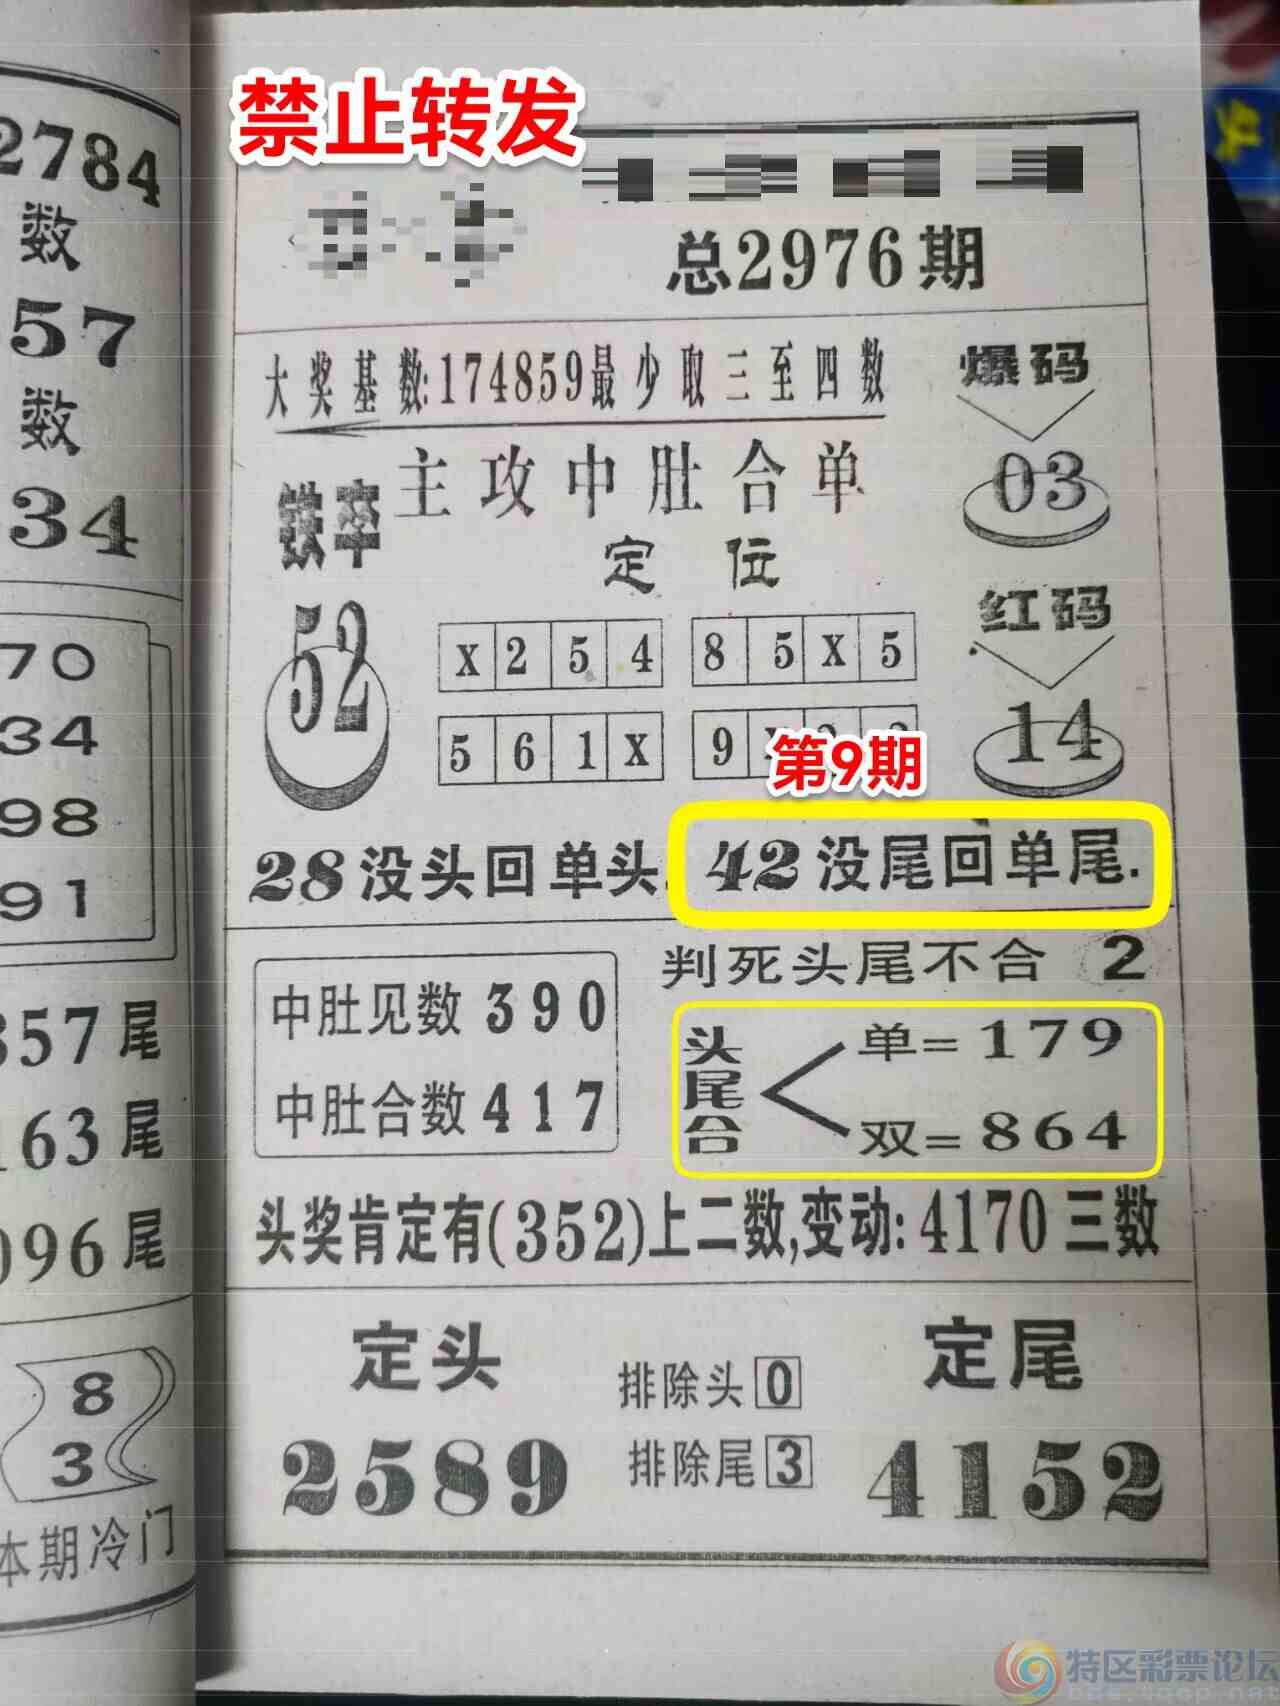 禁止转发
总2976期
大奖基数:174859最少取三至四数
爆码
03
铁卒
主攻中肚合单
定 位
52
X 2 5 4
8 5 X 5
红码
14
5 6 1 X
9
第9期
28没头回单头.
42没尾回单尾.
中肚见数 390
中肚合数 417
判死头尾不合 2
头尾合
单=179
双=864
头奖肯定有(352)上二数,变动:4170三数
定头
2589
排除头 0
排除尾 3
定尾
4152
2784
数
57
数
34
70
34
98
91
357尾
163尾
096尾
8
3
本期冷门
特区彩票论坛